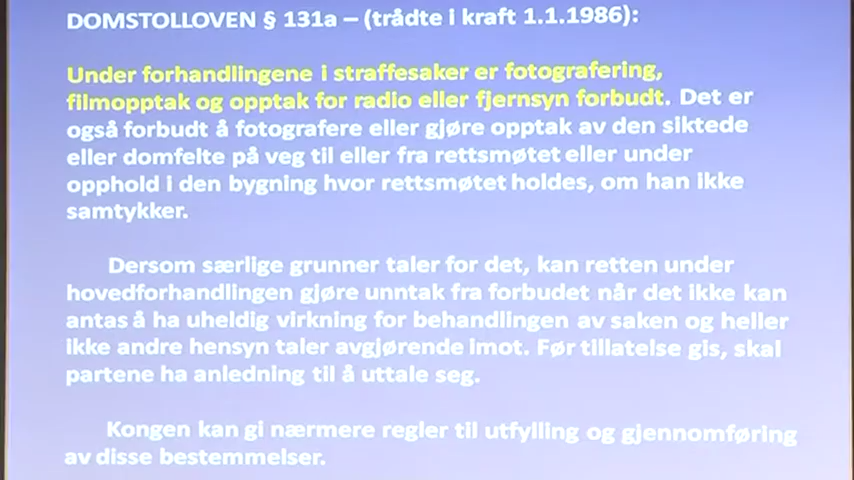 DOMSTOLLOVEN § 131a – (trådte i kraft 1.1.1986):
Under forhandlingene i straffesaker er fotografering,
filmopptak og opptak for radio eller fjernsyn forbudt. Det er
også forbudt å fotografere eller gjøre opptak av den siktede
eller domfelte på veg til eller fra rettsmøtet eller under
opphold i den bygning hvor rettsmøtet holdes, om han ikke
samtykker.
Dersom særlige grunner taler for det, kan retten under
hovedforhandlingen gjøre unntak fra forbudet når det ikke kan
antas å ha uheldig virkning for behandlingen av saken og heller
ikke andre hensyn taler avgjørende imot. Før tillatelse gis, skal
partene ha anledning til å uttale seg.
Kongen kan gi nærmere regler til utfylling og gjennomføring
av disse bestemmelser.